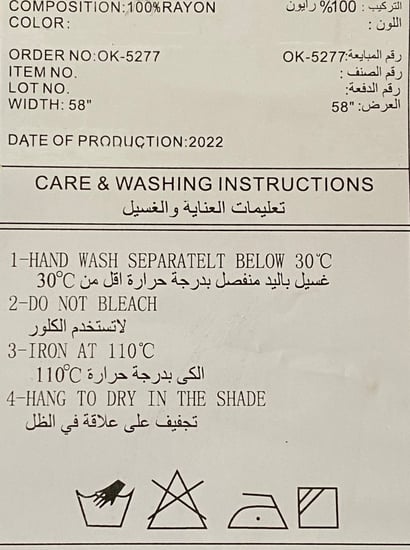 COMPOSITION:100%RAYON التركيب : 100% رايون
COLOR: اللون :
ORDER NO:OK-5277 رقم المبايعة:OK-5277
ITEM NO. رقم الصنف :
LOT NO. رقم الدفعة:
WIDTH: 58" العرض: 58"
DATE OF PRODUCTION:2022
CARE & WASHING INSTRUCTIONS
تعليمات العناية والغسيل
1-HAND WASH SEPARATELT BELOW 30℃
غسيل باليد منفصل بدرجة حرارة اقل من 30℃
2-DO NOT BLEACH
لاتستخدم الكلور
3-IRON AT 110℃
الكى بدرجة حرارة 110℃
4-HANG TO DRY IN THE SHADE
تجفيف على علاقة في الظل